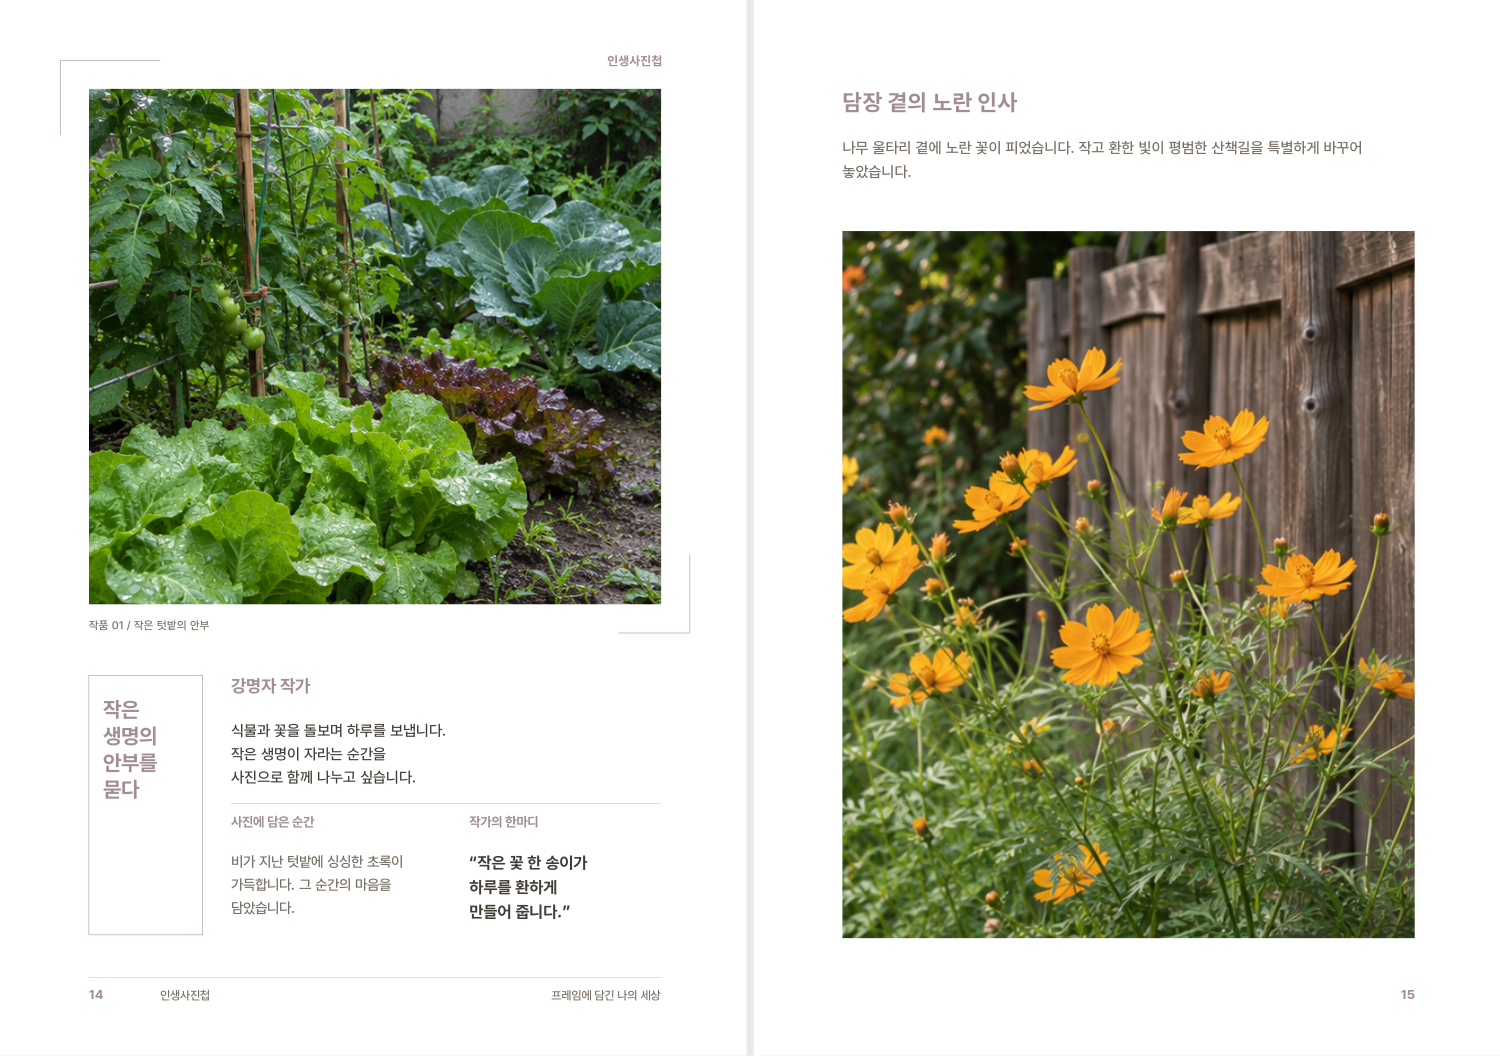 인생사진첩
작품 01 / 작은 텃밭의 안부
작은
생명의
안부를
묻다
강명자 작가
식물과 꽃을 돌보며 하루를 보냅니다.
작은 생명이 자라는 순간을
사진으로 함께 나누고 싶습니다.
사진에 담은 순간
비가 지난 텃밭에 싱싱한 초록이
가득합니다. 그 순간의 마음을
담았습니다.
작가의 한마디
“작은 꽃 한 송이가
하루를 환하게
만들어 줍니다.”
14
인생사진첩
프레임에 담긴 나의 세상
담장 곁의 노란 인사
나무 울타리 곁에 노란 꽃이 피었습니다. 작고 환한 빛이 평범한 산책길을 특별하게 바꾸어
놓았습니다.
15